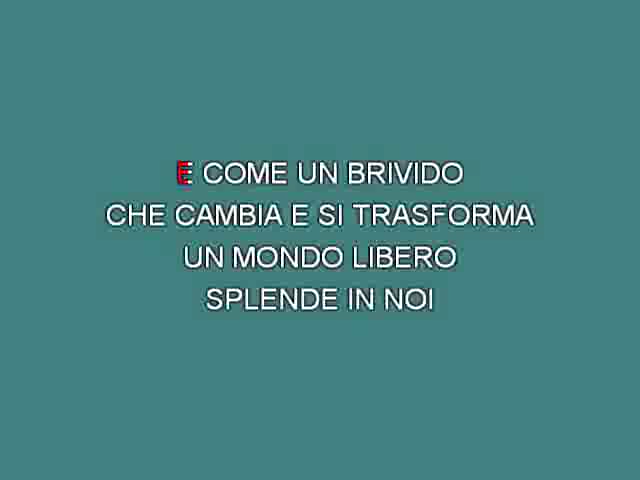 E COME UN BRIVIDO
CHE CAMBIA E SI TRASFORMA
UN MONDO LIBERO
SPLENDE IN NOI